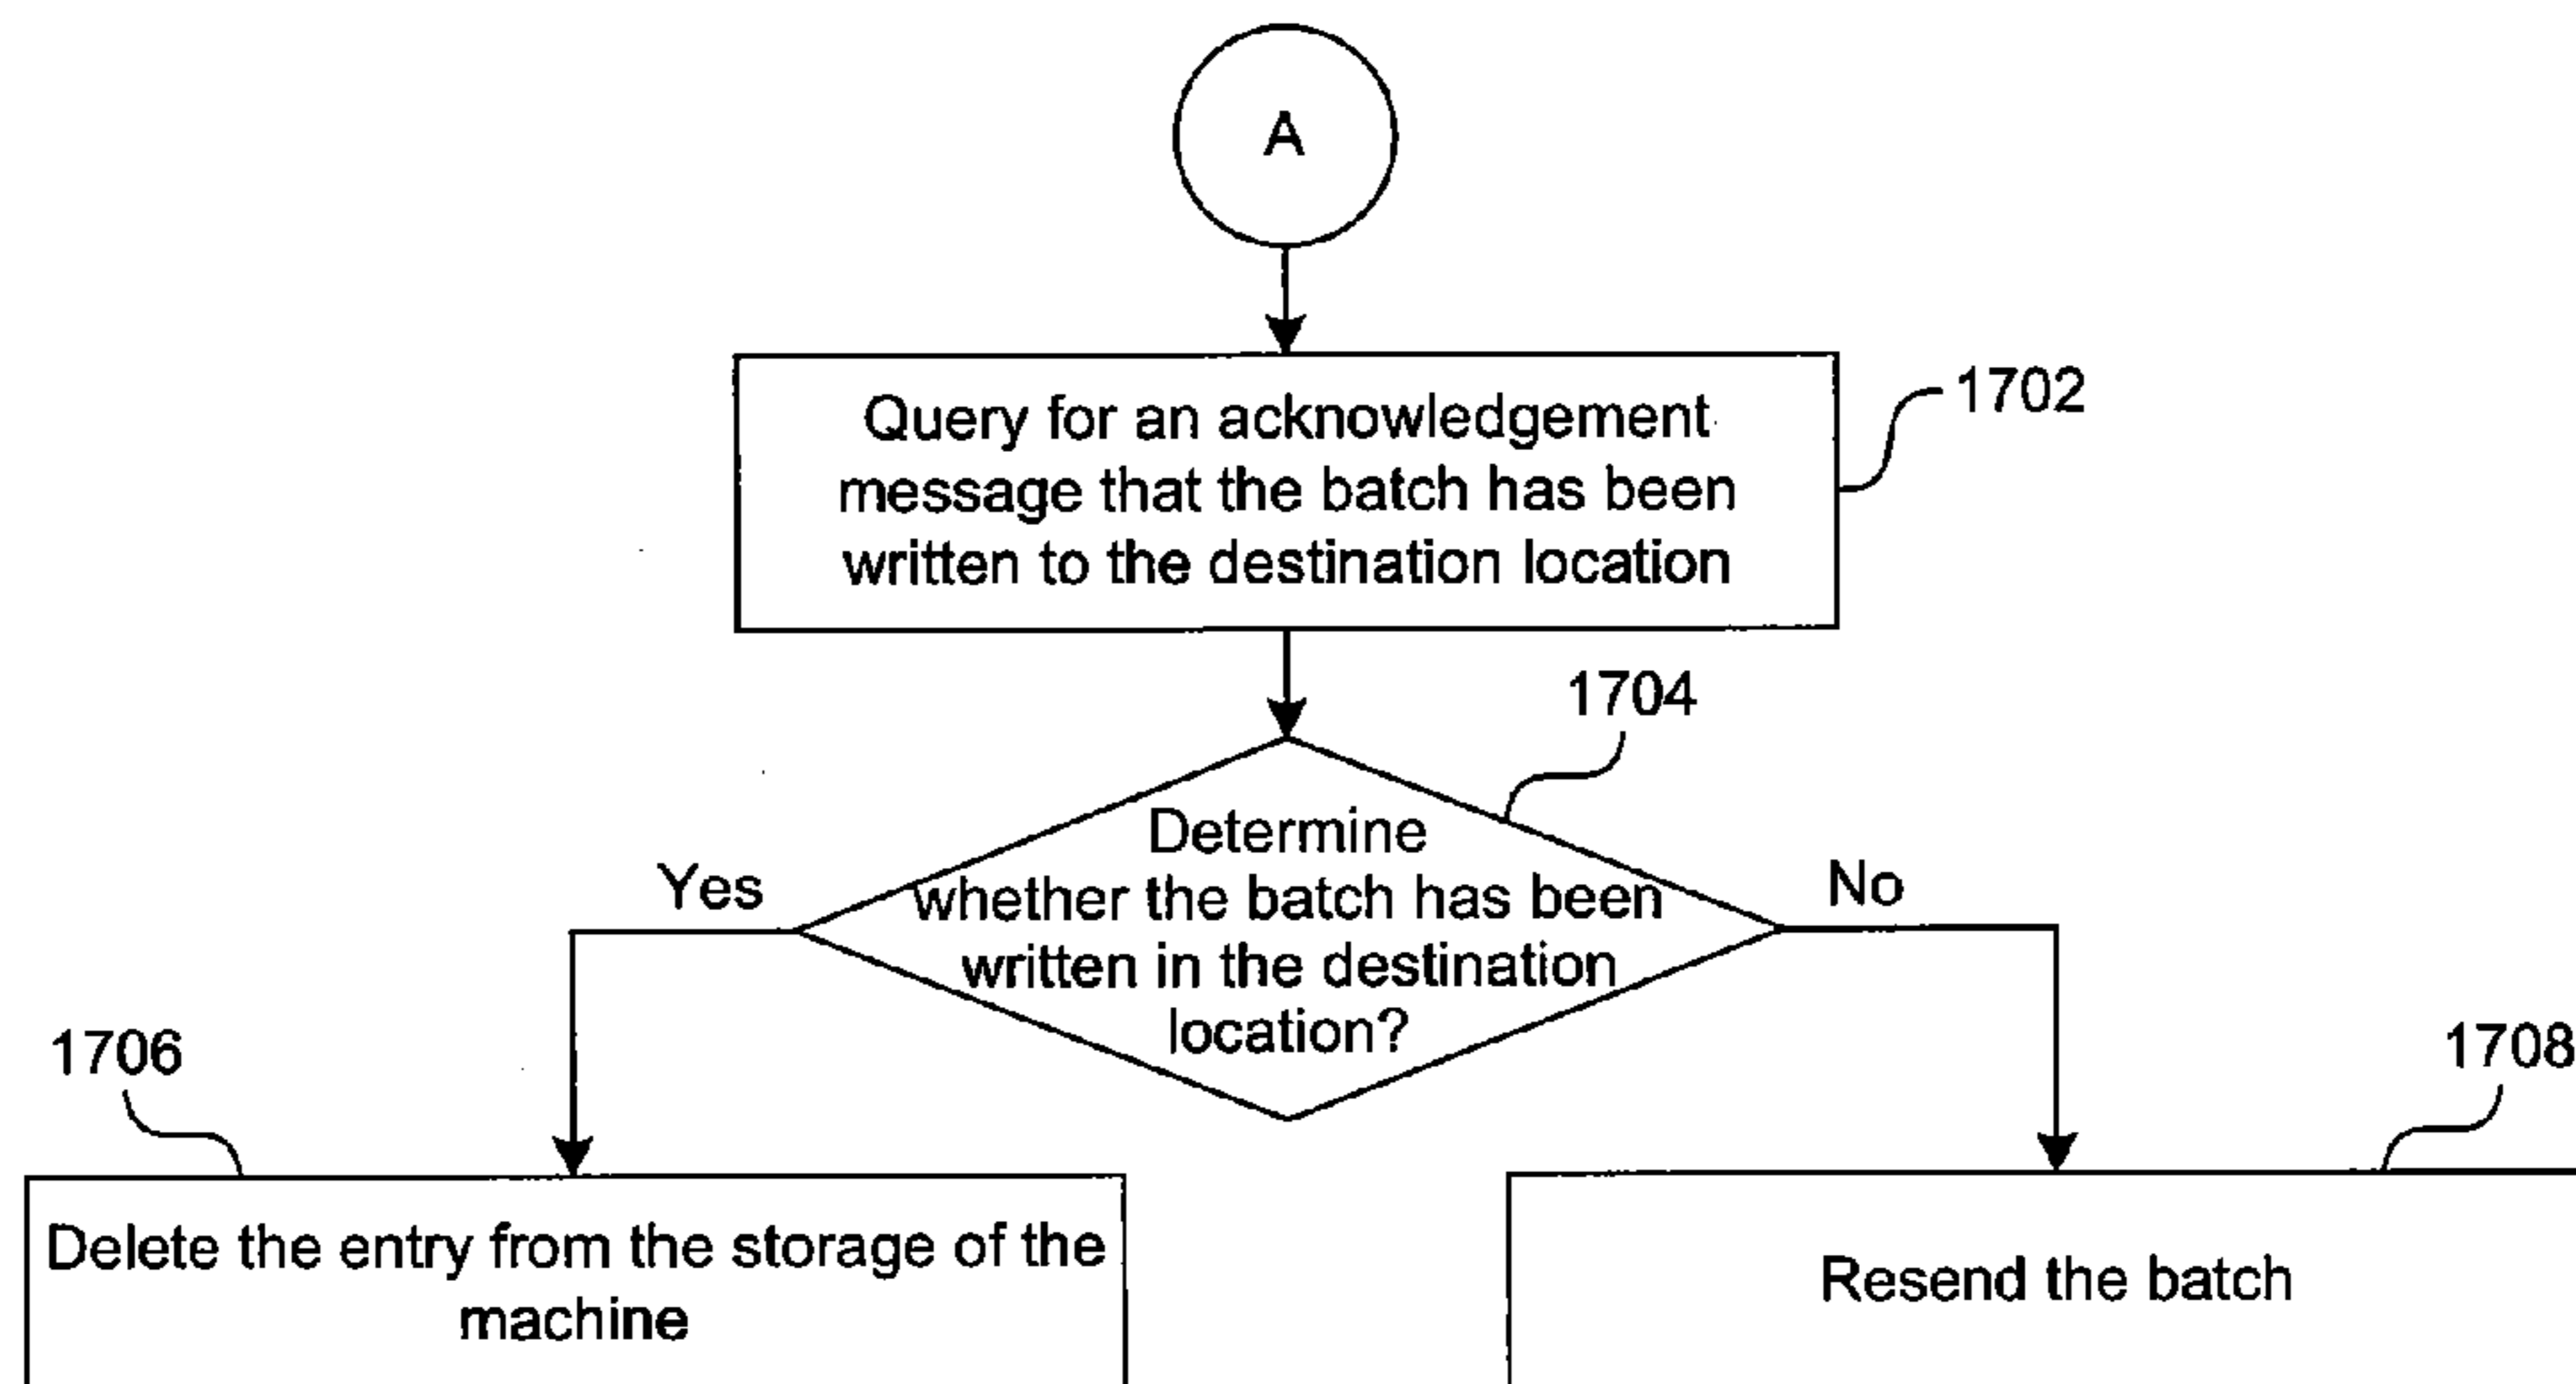 A
Query for an acknowledgement
message that the batch has been
written to the destination location
1702
1704
Determine
whether the batch has been
written in the destination
location?
Yes
No
1706
1708
Delete the entry from the storage of the
machine
Resend the batch